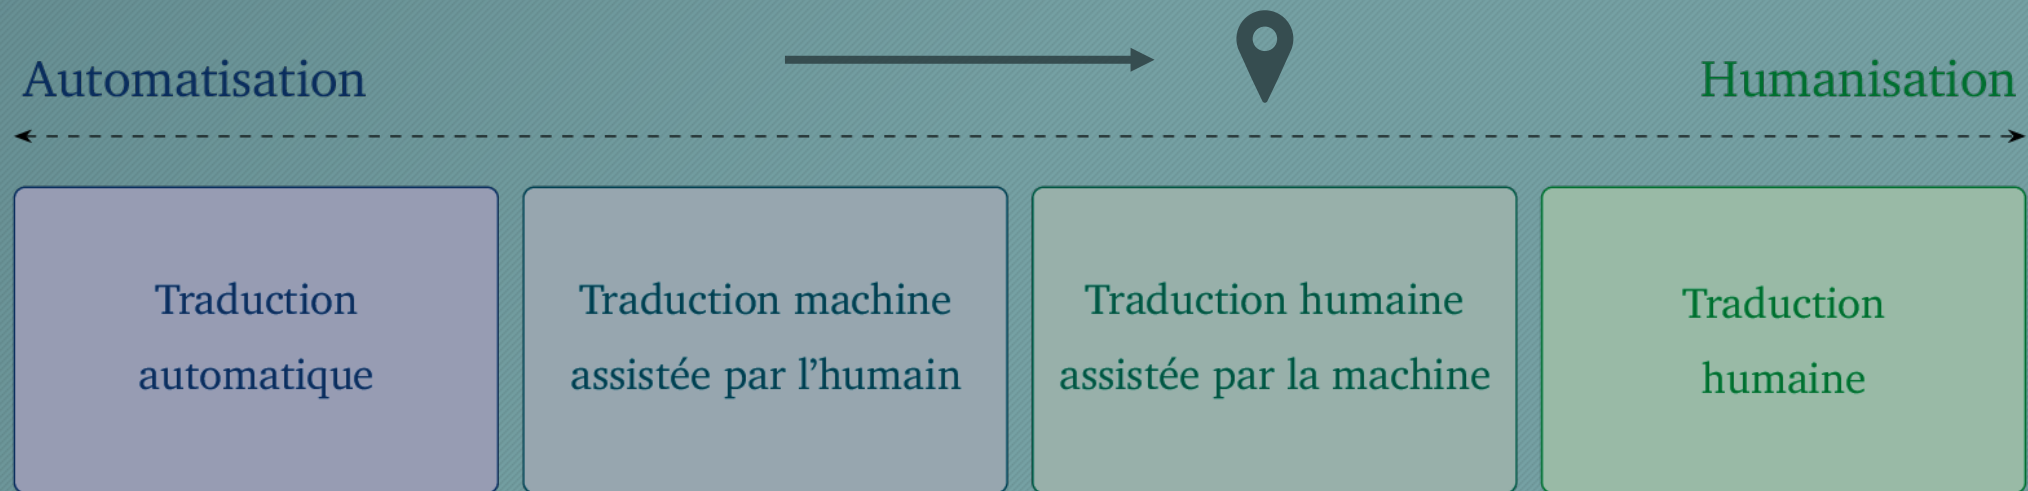 Automatisation
Humanisation
Traduction
automatique
Traduction machine
assistée par l’humain
Traduction humaine
assistée par la machine
Traduction
humaine